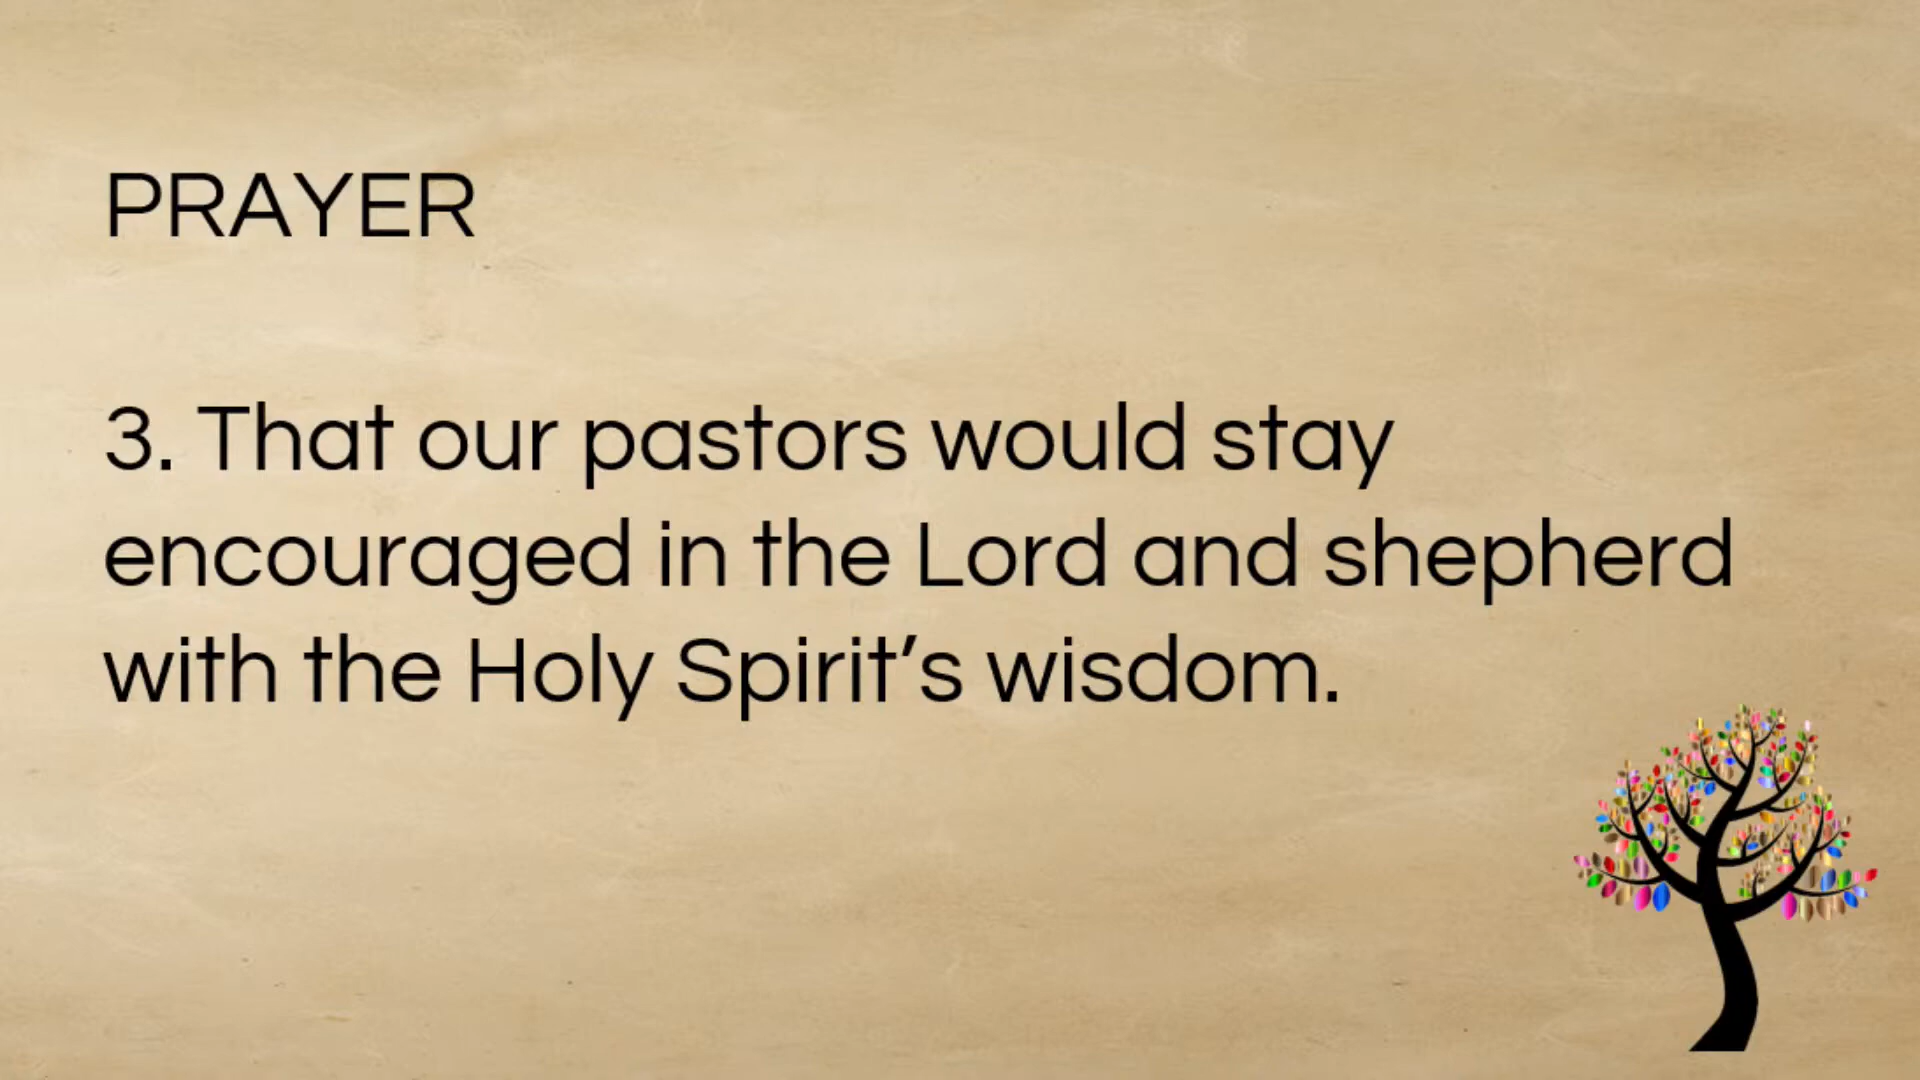 PRAYER
3. That our pastors would stay
encouraged in the Lord and shepherd
with the Holy Spirit’s wisdom.